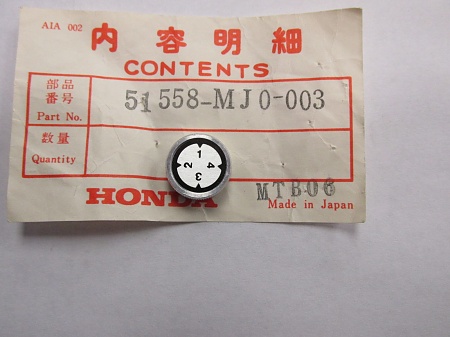 AIA 002
内容明細
CONTENTS
部品
番号
Part No.
51558-MJ0-003
数量
Quantity
1
2 4
3
HONDA
MTB06
Made in Japan